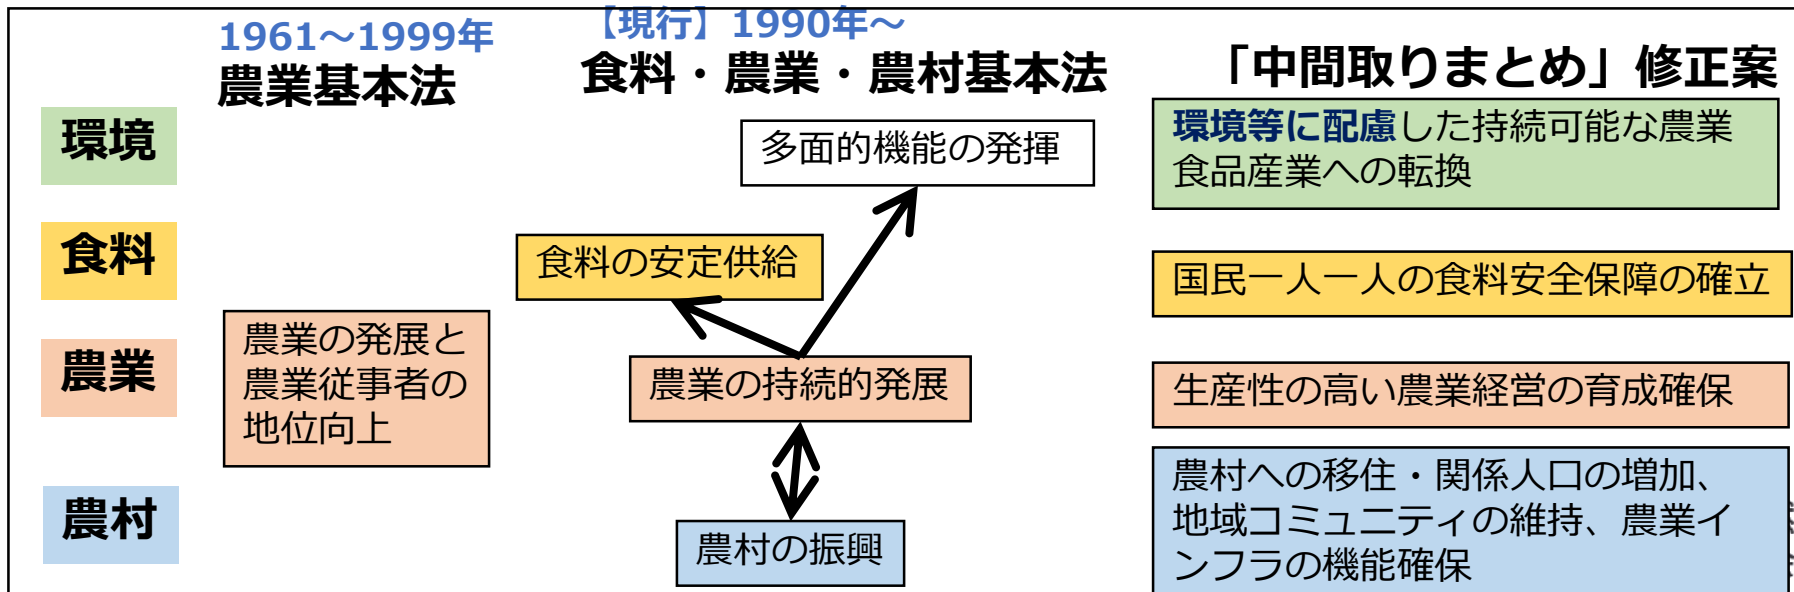 1961～1999年
農業基本法
【現行】1990年～
食料・農業・農村基本法
「中間取りまとめ」修正案
環境
多面的機能の発揮
環境等に配慮した持続可能な農業
食品産業への転換
食料
食料の安定供給
国民一人一人の食料安全保障の確立
農業
農業の発展と
農業従事者の
地位向上
農業の持続的発展
生産性の高い農業経営の育成確保
農村
農村の振興
農村への移住・関係人口の増加、
地域コミュニティの維持、農業イ
ンフラの機能確保